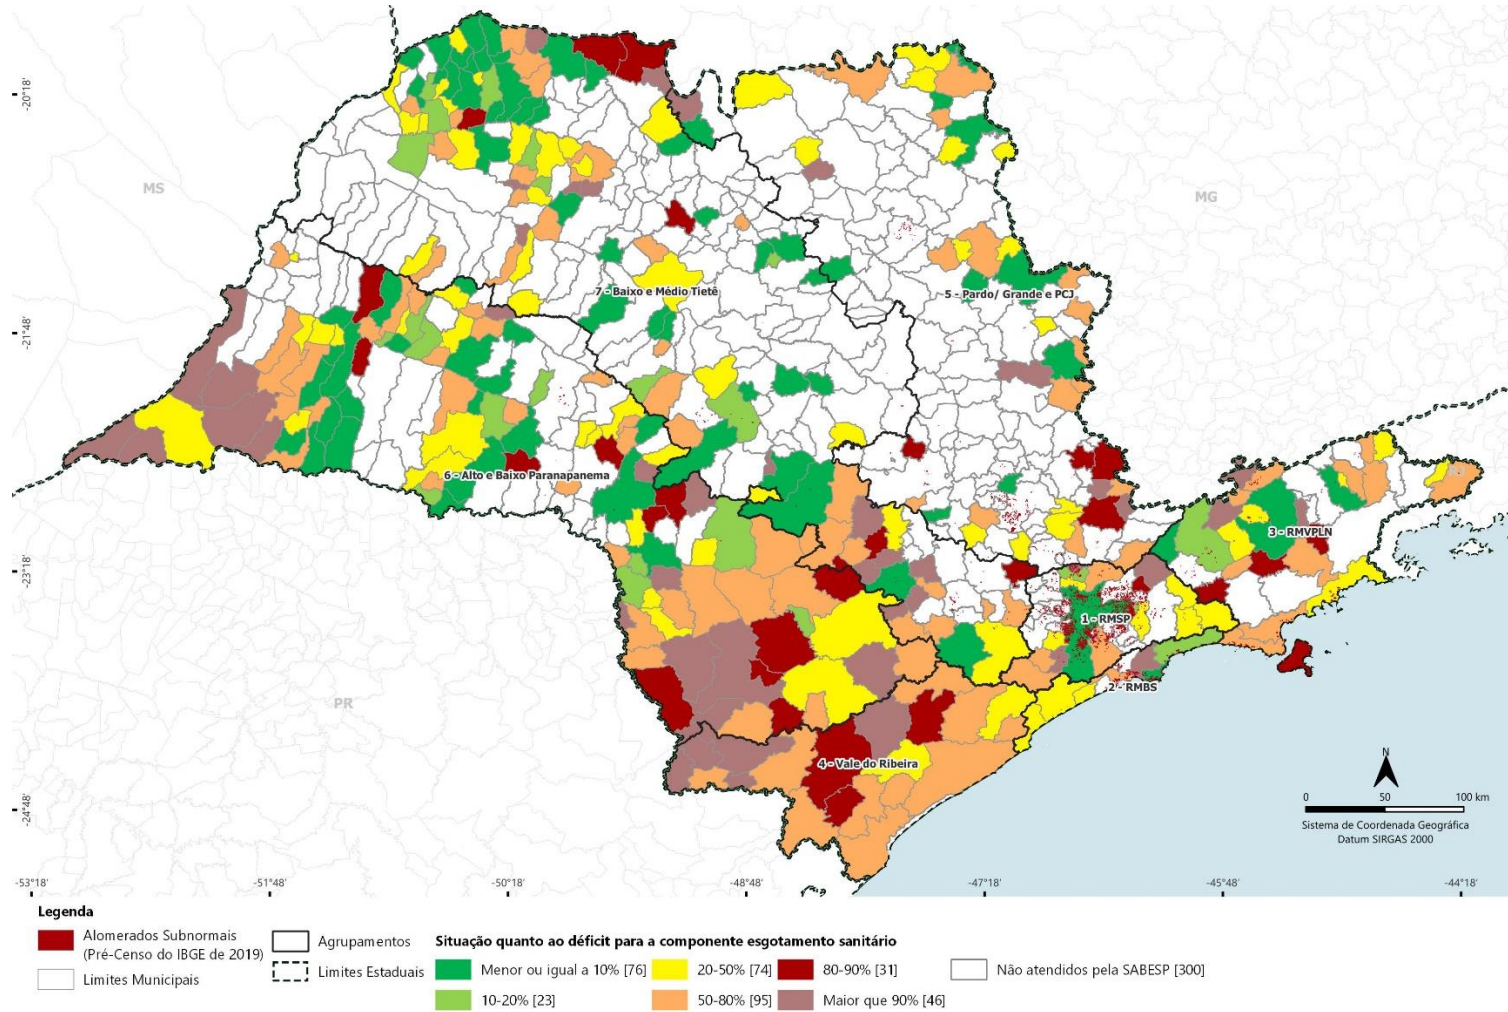 -20°18'
MS
MG
7 - Baixo e Médio Tietê
5 - Pardo/ Grande e PCJ
-21°48'
6 - Alto e Baixo Paranapanema
3 - RMVPLN
-23°18'
1 - RMSP
2 - RMBS
PR
4 - Vale do Ribeira
N
-24°48'
0 50 100 km
Sistema de Coordenada Geográfica
Datum SIRGAS 2000
-53°18' -51°48' -50°18' -48°48' -47°18' -45°48' -44°18'
Legenda
Alomerados Subnormais
(Pré-Censo do IBGE de 2019)
Limites Municipais
Agrupamentos
Limites Estaduais
Situação quanto ao déficit para a componente esgotamento sanitário
Menor ou igual a 10% [76] 20-50% [74] 80-90% [31] Não atendidos pela SABESP [300]
10-20% [23] 50-80% [95] Maior que 90% [46]